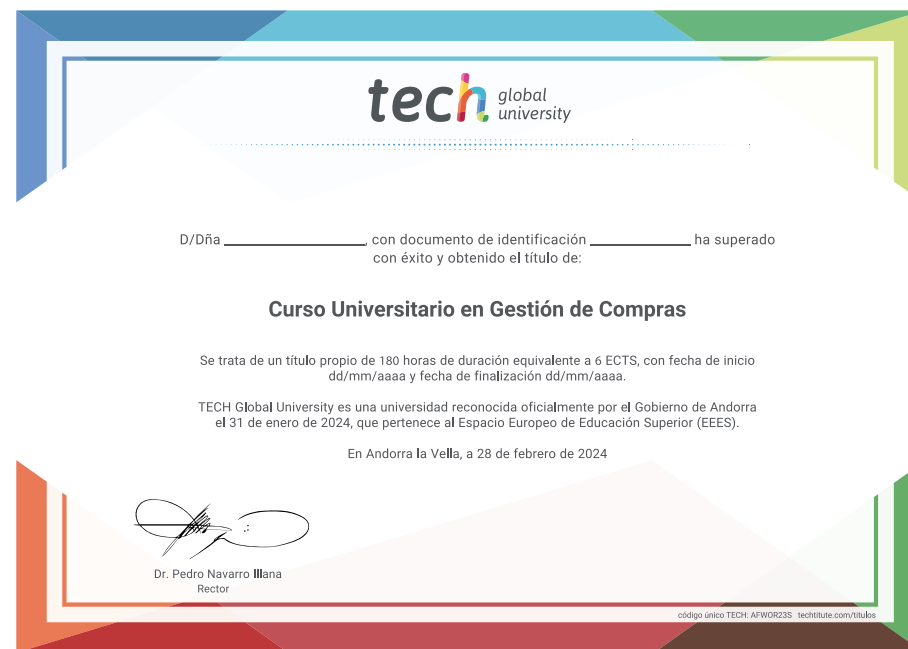 tech global university
D/Dña ______________, con documento de identificación __________ ha superado
con éxito y obtenido el título de:
Curso Universitario en Gestión de Compras
Se trata de un título propio de 180 horas de duración equivalente a 6 ECTS, con fecha de inicio
dd/mm/aaaa y fecha de finalización dd/mm/aaaa.
TECH Global University es una universidad reconocida oficialmente por el Gobierno de Andorra
el 31 de enero de 2024, que pertenece al Espacio Europeo de Educación Superior (EEES).
En Andorra la Vella, a 28 de febrero de 2024
Dr. Pedro Navarro Illana
Rector
código único TECH: AFWOR23S techtitute.com/titulos